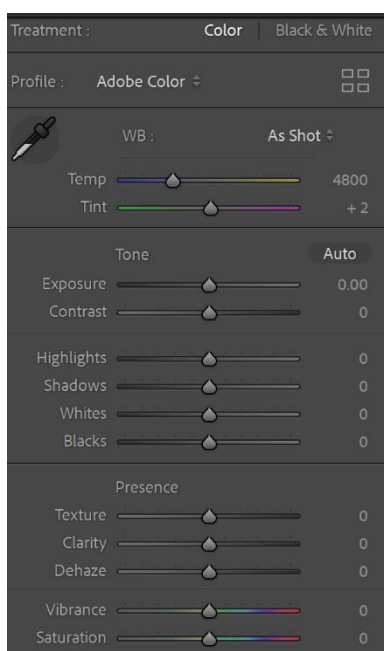 Treatment : Color | Black & White
Profile : Adobe Color
WB : As Shot
Temp 4800
Tint + 2
Tone Auto
Exposure 0.00
Contrast 0
Highlights 0
Shadows 0
Whites 0
Blacks 0
Presence
Texture 0
Clarity 0
Dehaze 0
Vibrance 0
Saturation 0